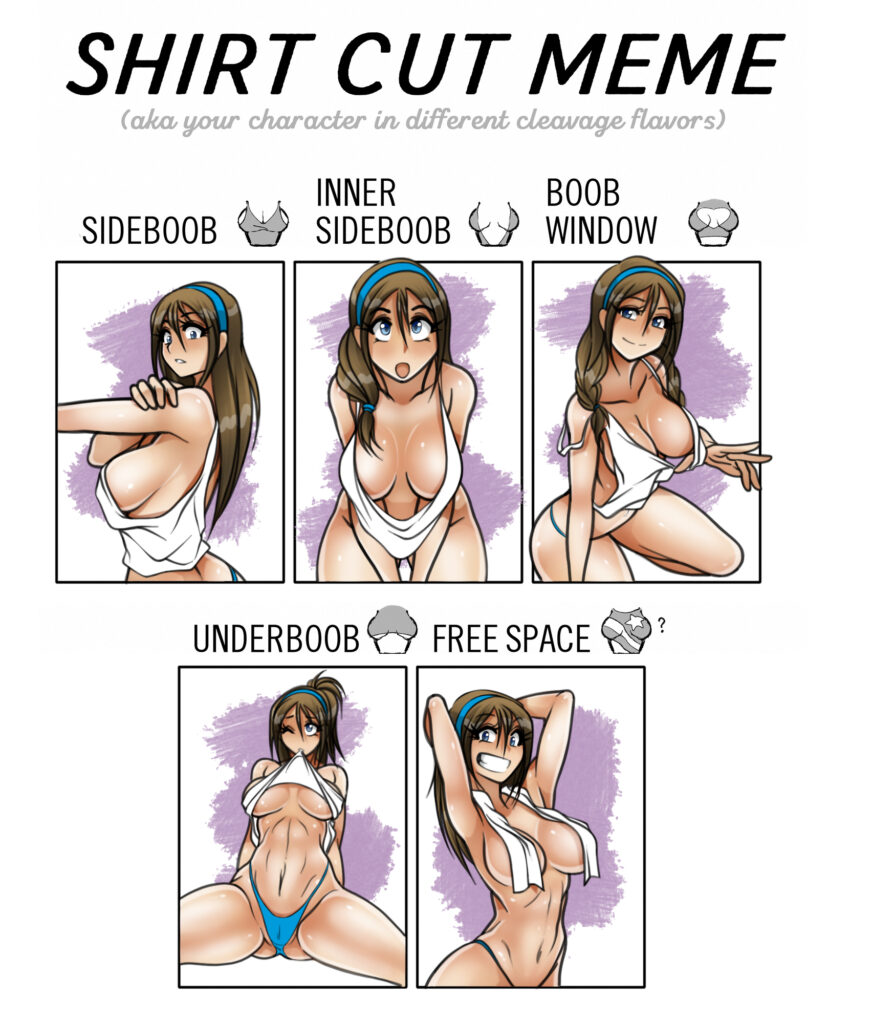 SHIRT CUT MEME
(aka your character in different cleavage flavors)
SIDEBOOB
INNER
SIDEBOOB
BOOB
WINDOW
UNDERBOOB
FREE SPACE ?